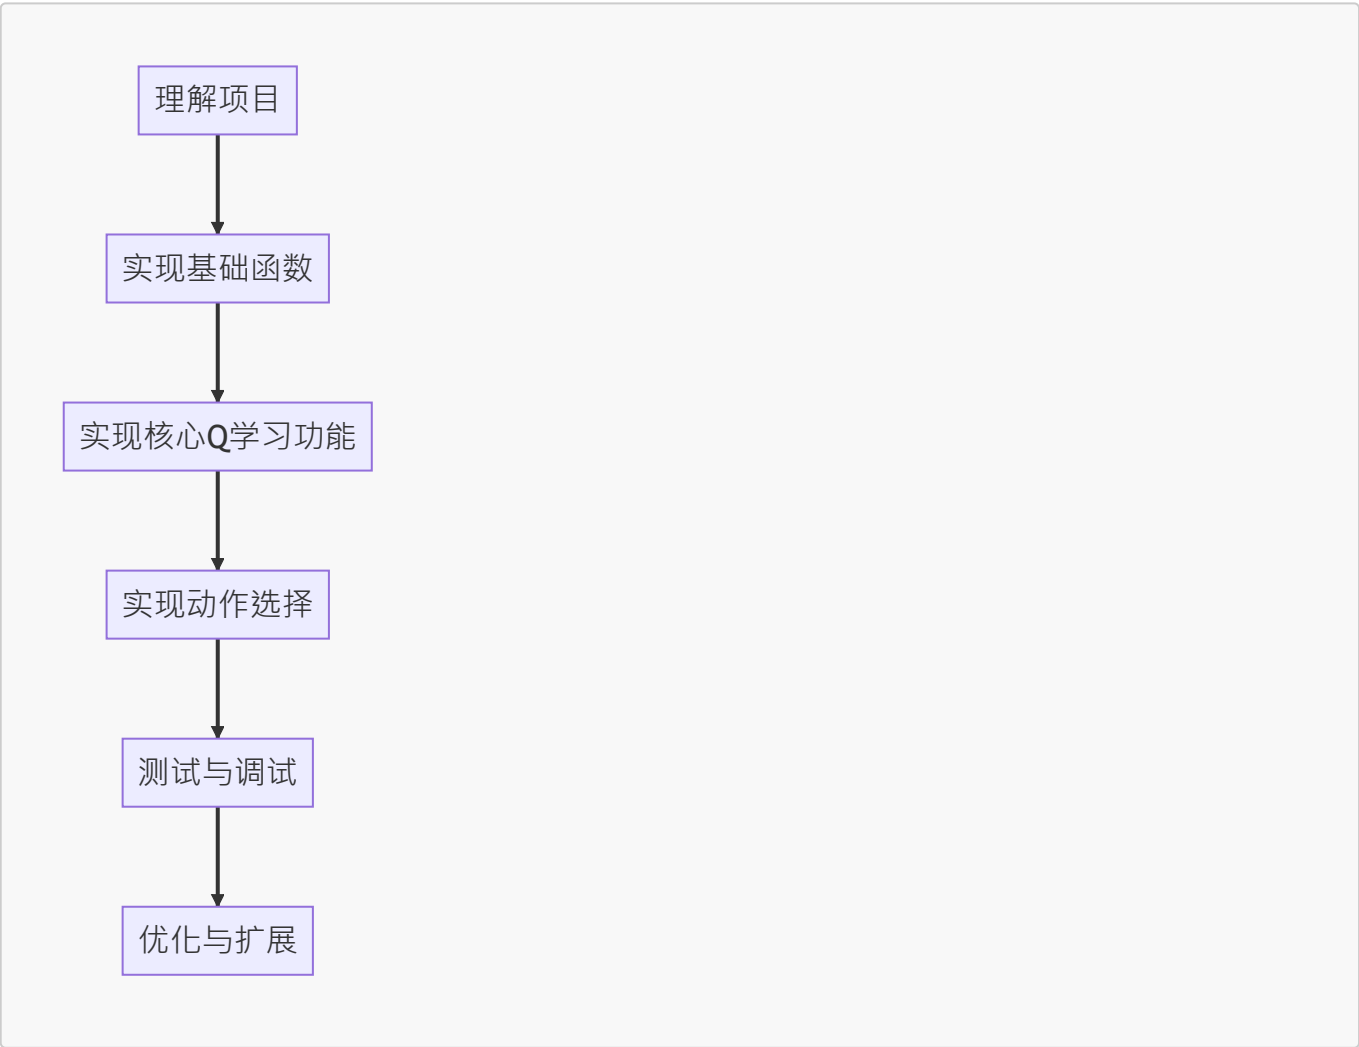 理解项目
实现基础函数
实现核心Q学习功能
实现动作选择
测试与调试
优化与扩展